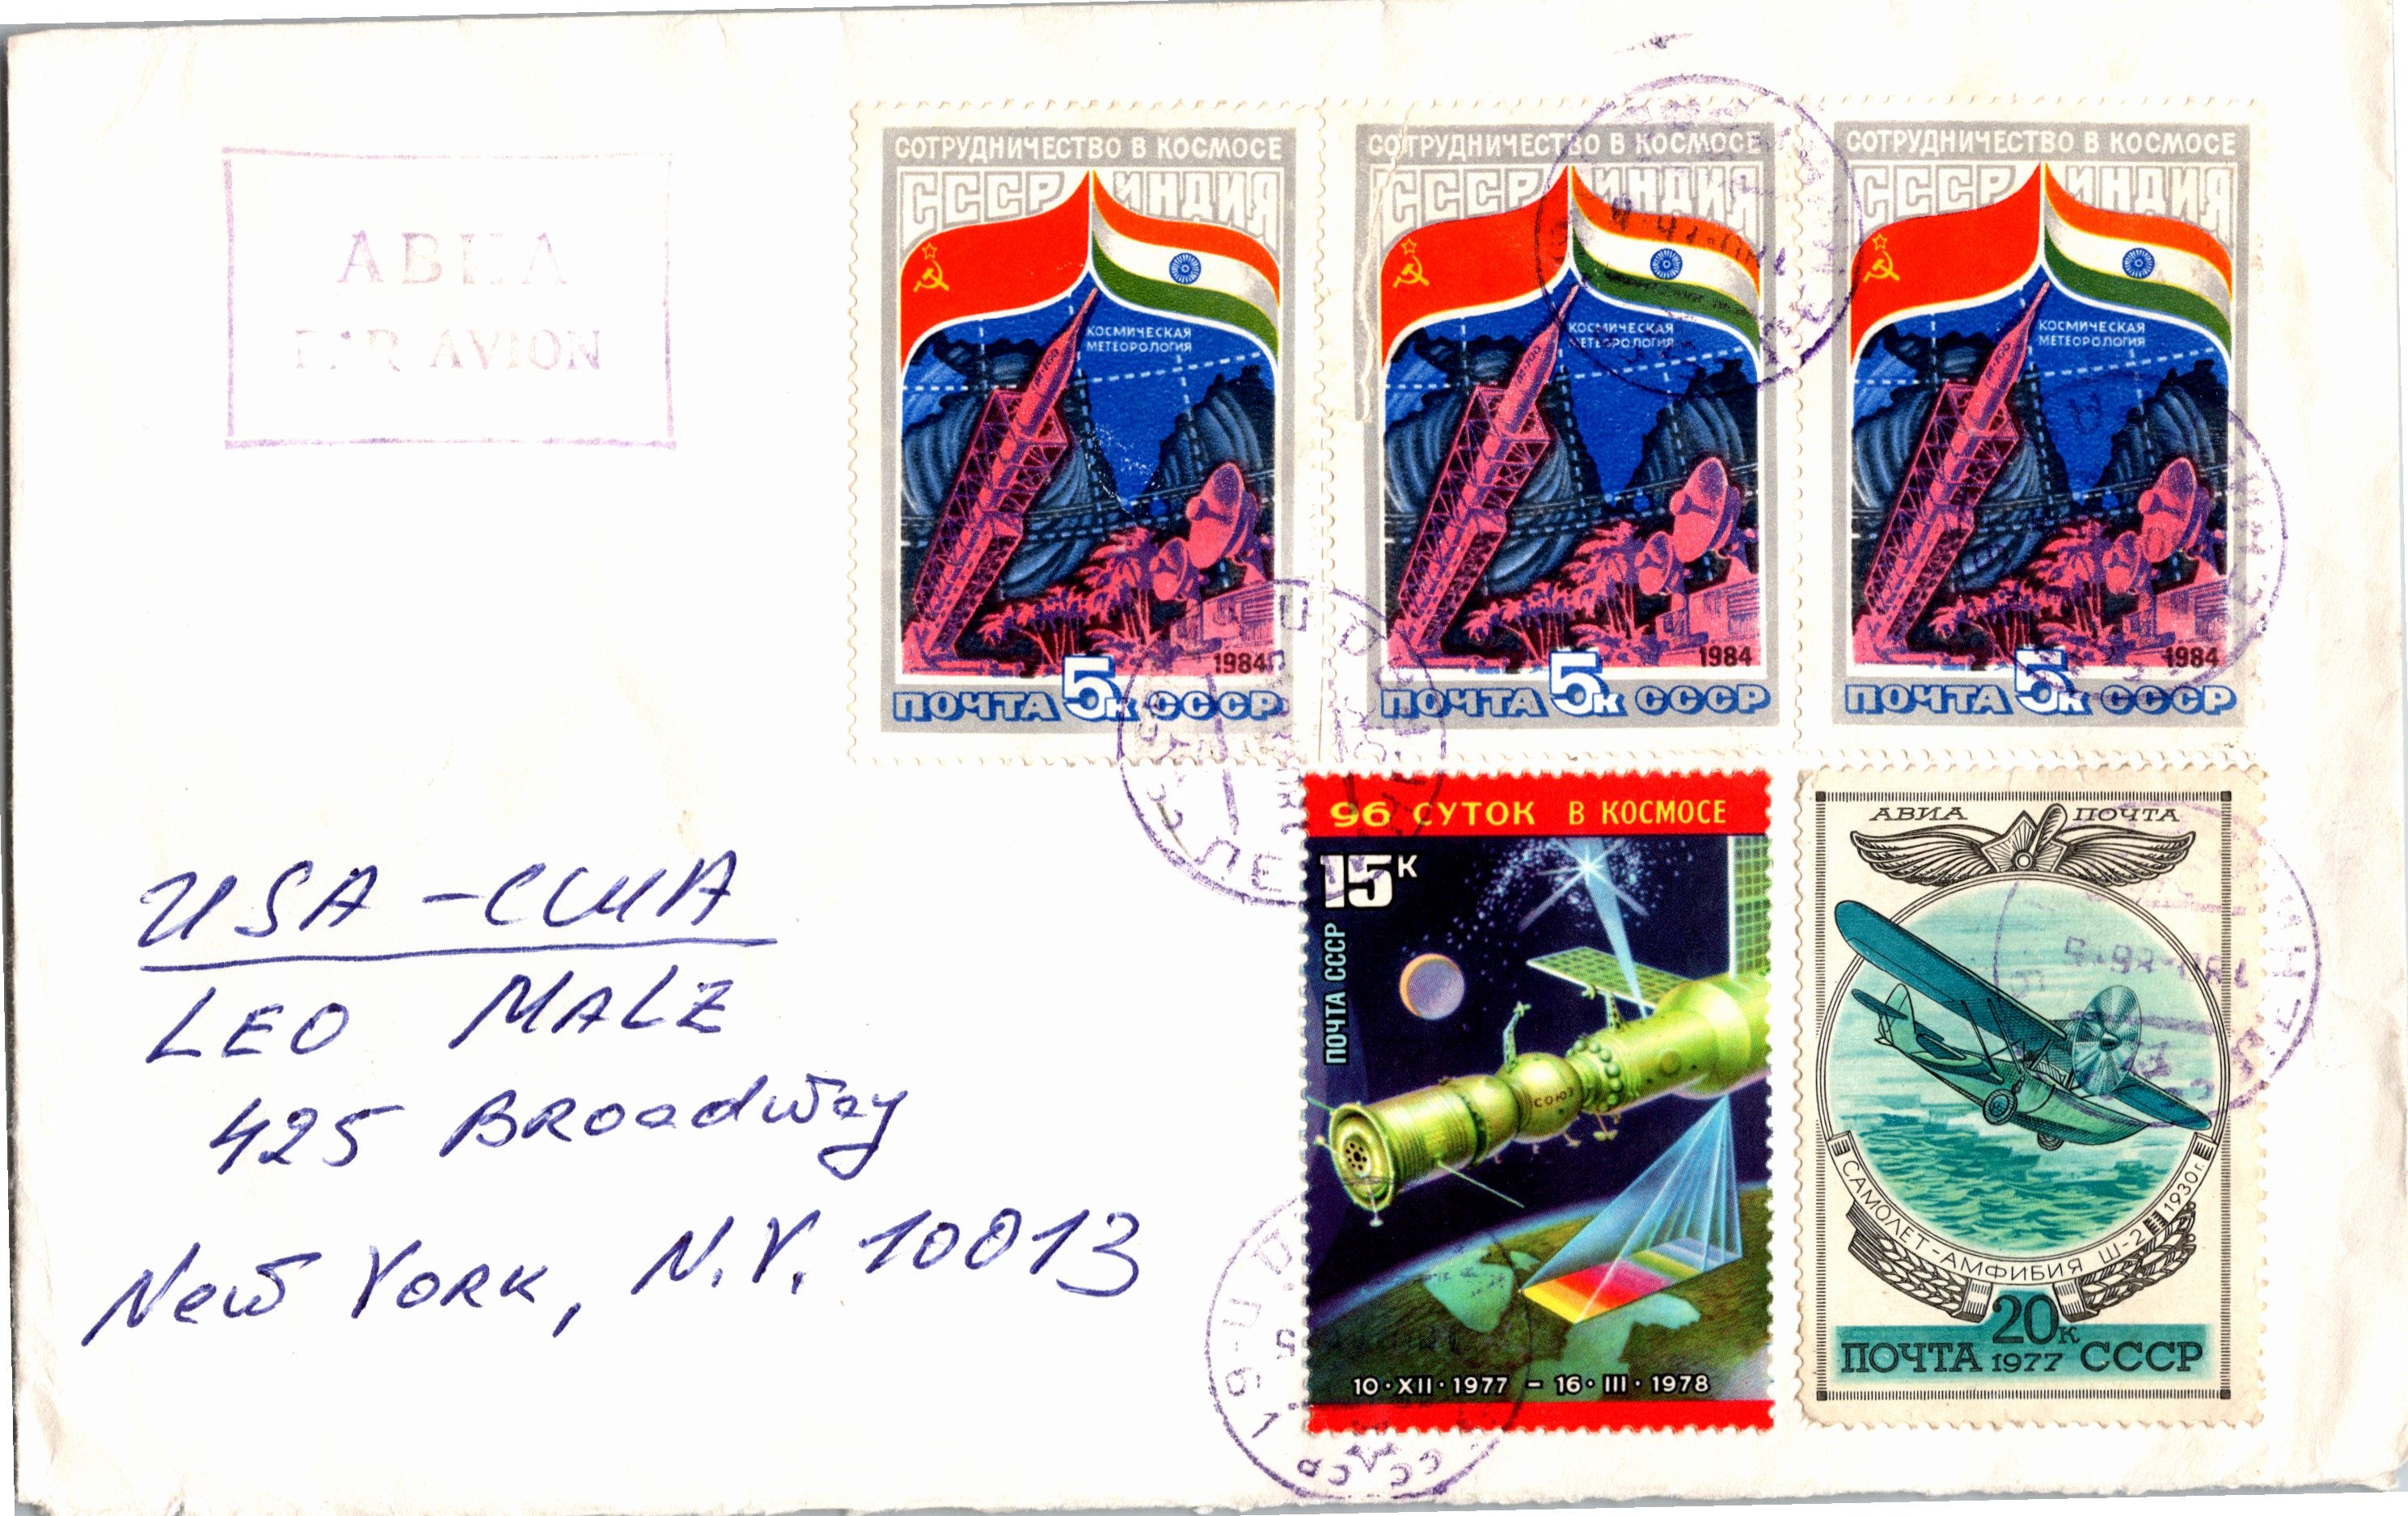 АВИА
PAR AVION
СОТРУДНИЧЕСТВО В КОСМОСЕ
СССР ИНДИЯ
КОСМИЧЕСКАЯ
МЕТЕОРОЛОГИЯ
М-100
1984
ПОЧТА 5к СССР
СОТРУДНИЧЕСТВО В КОСМОСЕ
СССР ИНДИЯ
КОСМИЧЕСКАЯ
МЕТЕОРОЛОГИЯ
М-100
1984
ПОЧТА 5к СССР
СОТРУДНИЧЕСТВО В КОСМОСЕ
СССР ИНДИЯ
КОСМИЧЕСКАЯ
МЕТЕОРОЛОГИЯ
М-100
1984
ПОЧТА 5к СССР
USA - США
LEO MALZ
425 BRoadway
New York, N.Y. 10013
96 СУТОК В КОСМОСЕ
15к
ПОЧТА СССР
СОЮЗ
10·XII·1977 - 16·III·1978
АВИА ПОЧТА
САМОЛЕТ-АМФИБИЯ Ш-2 1930г.
20к
ПОЧТА 1977 СССР